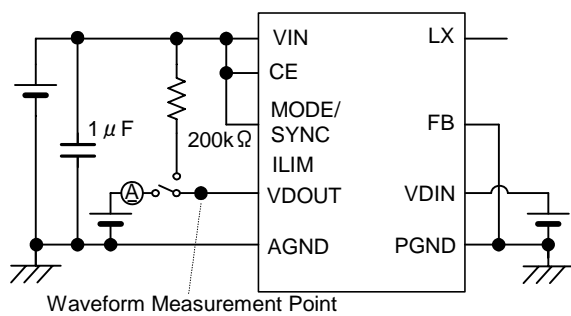 VIN
LX
CE
MODE/
SYNC
FB
1μF
200kΩ
ILIM
A
VDOUT
VDIN
AGND
PGND
Waveform Measurement Point